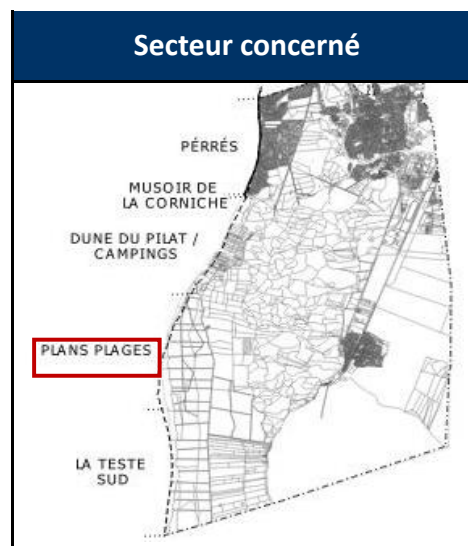 Secteur concerné
PÉRRÉS
MUSOIR DE
LA CORNICHE
DUNE DU PILAT /
CAMPINGS
PLANS PLAGES
LA TESTE
SUD